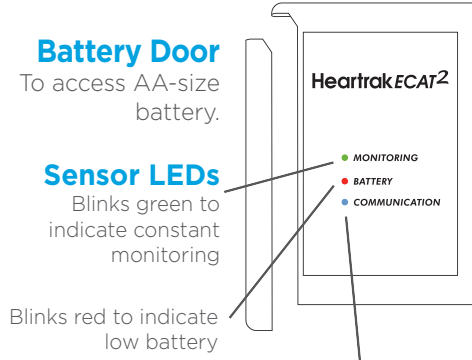 Battery Door
To access AA-size
battery.
Sensor LEDs
Blinks green to
indicate constant
monitoring
Blinks red to indicate
low battery
Heartrak ECAT2
MONITORING
BATTERY
COMMUNICATION